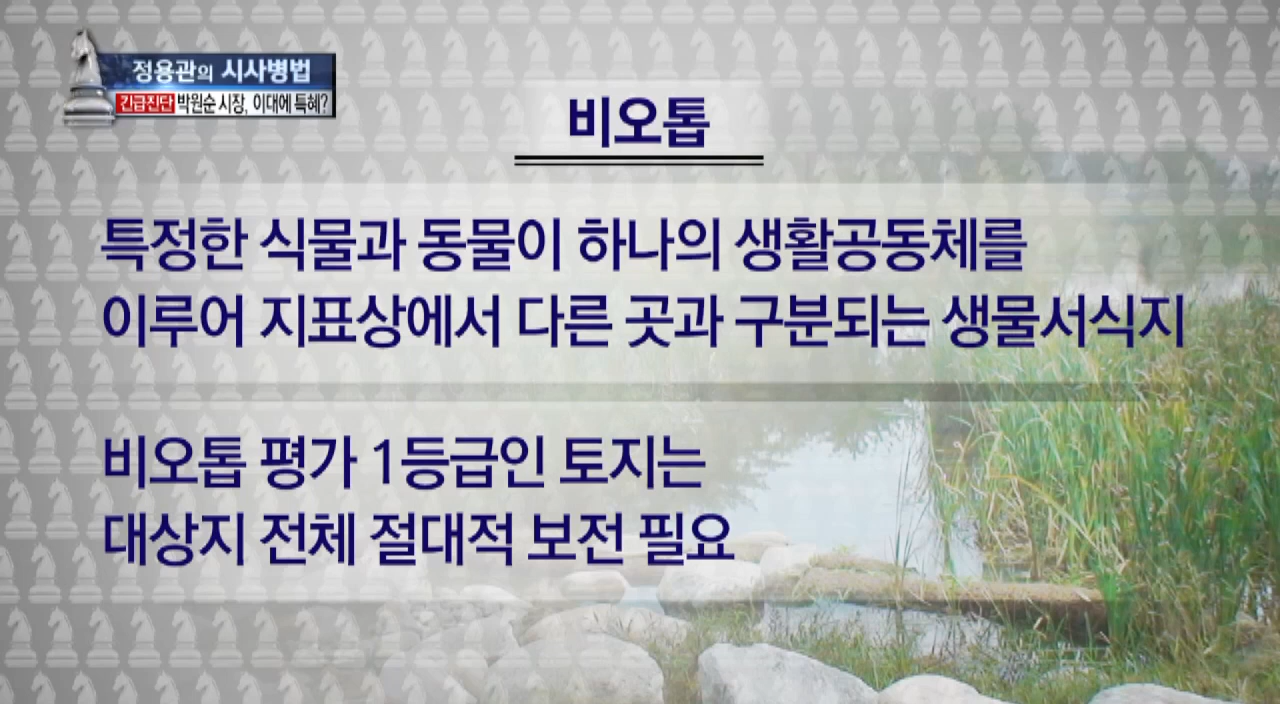 정용관의 시사병법
긴급진단 박원순 시장, 이대에 특혜?
비오톱
특정한 식물과 동물이 하나의 생활공동체를
이루어 지표상에서 다른 곳과 구분되는 생물서식지
비오톱 평가 1등급인 토지는
대상지 전체 절대적 보전 필요